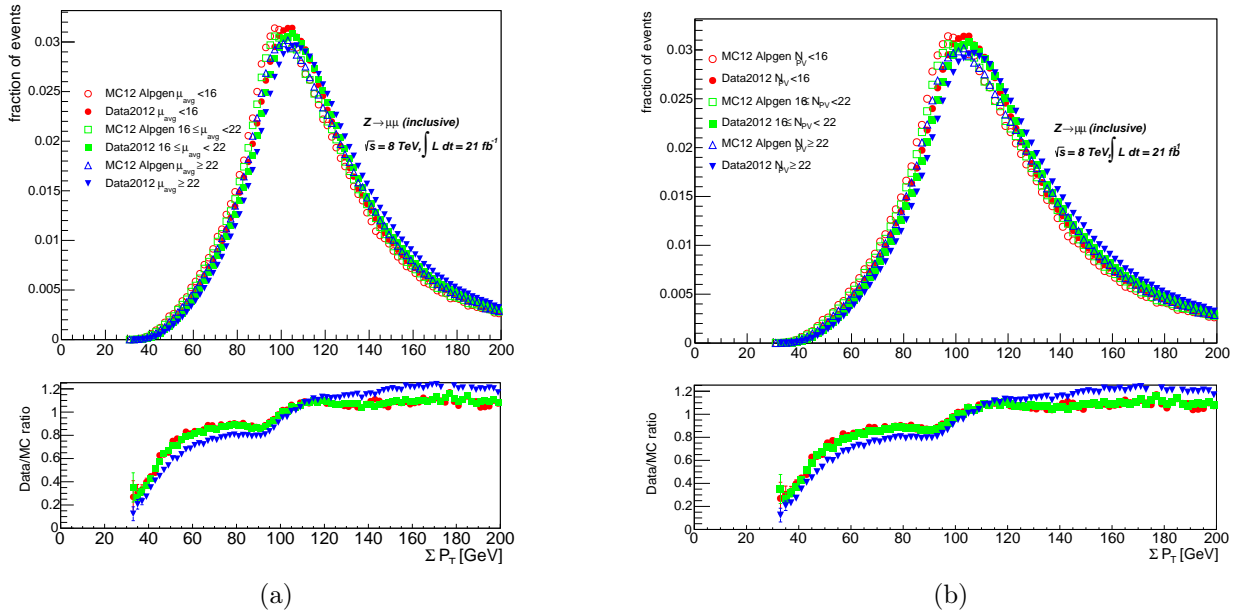 fraction of events
0.03
0.025
0.02
0.015
0.01
0.005
0
MC12 Alpgen μavg <16
Data2012 μavg <16
MC12 Alpgen 16≤μavg <22
Data2012 16≤μavg <22
MC12 Alpgen μavg ≥22
Data2012 μavg ≥22
Z→μμ (inclusive)
√s = 8 TeV, ∫ L dt = 21 fb⁻¹
0 20 40 60 80 100 120 140 160 180 200
Data/MC ratio
1.2
1
0.8
0.6
0.4
0.2
0
0 20 40 60 80 100 120 140 160 180 200
Σ P_T [GeV]
(a)
fraction of events
0.03
0.025
0.02
0.015
0.01
0.005
0
MC12 Alpgen N_PV <16
Data2012 N_PV <16
MC12 Alpgen 16≤ N_PV <22
Data2012 16≤ N_PV < 22
MC12 Alpgen N_PV ≥22
Data2012 N_PV ≥22
Z→μμ (inclusive)
√s = 8 TeV, ∫ L dt = 21 fb⁻¹
0 20 40 60 80 100 120 140 160 180 200
Data/MC ratio
1.2
1
0.8
0.6
0.4
0.2
0
0 20 40 60 80 100 120 140 160 180 200
Σ P_T [GeV]
(b)